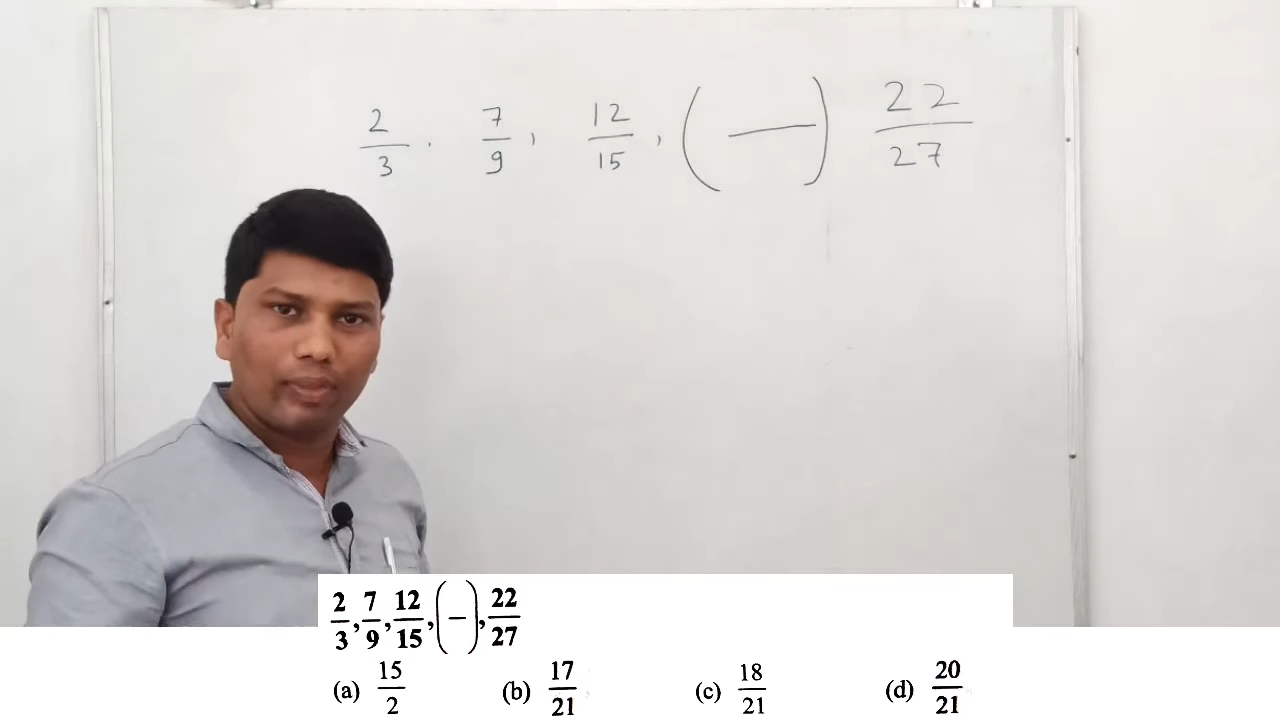 2/3, 7/9, 12/15, (—) 22/27
2/3, 7/9, 12/15, (–), 22/27
(a) 15/2 (b) 17/21 (c) 18/21 (d) 20/21